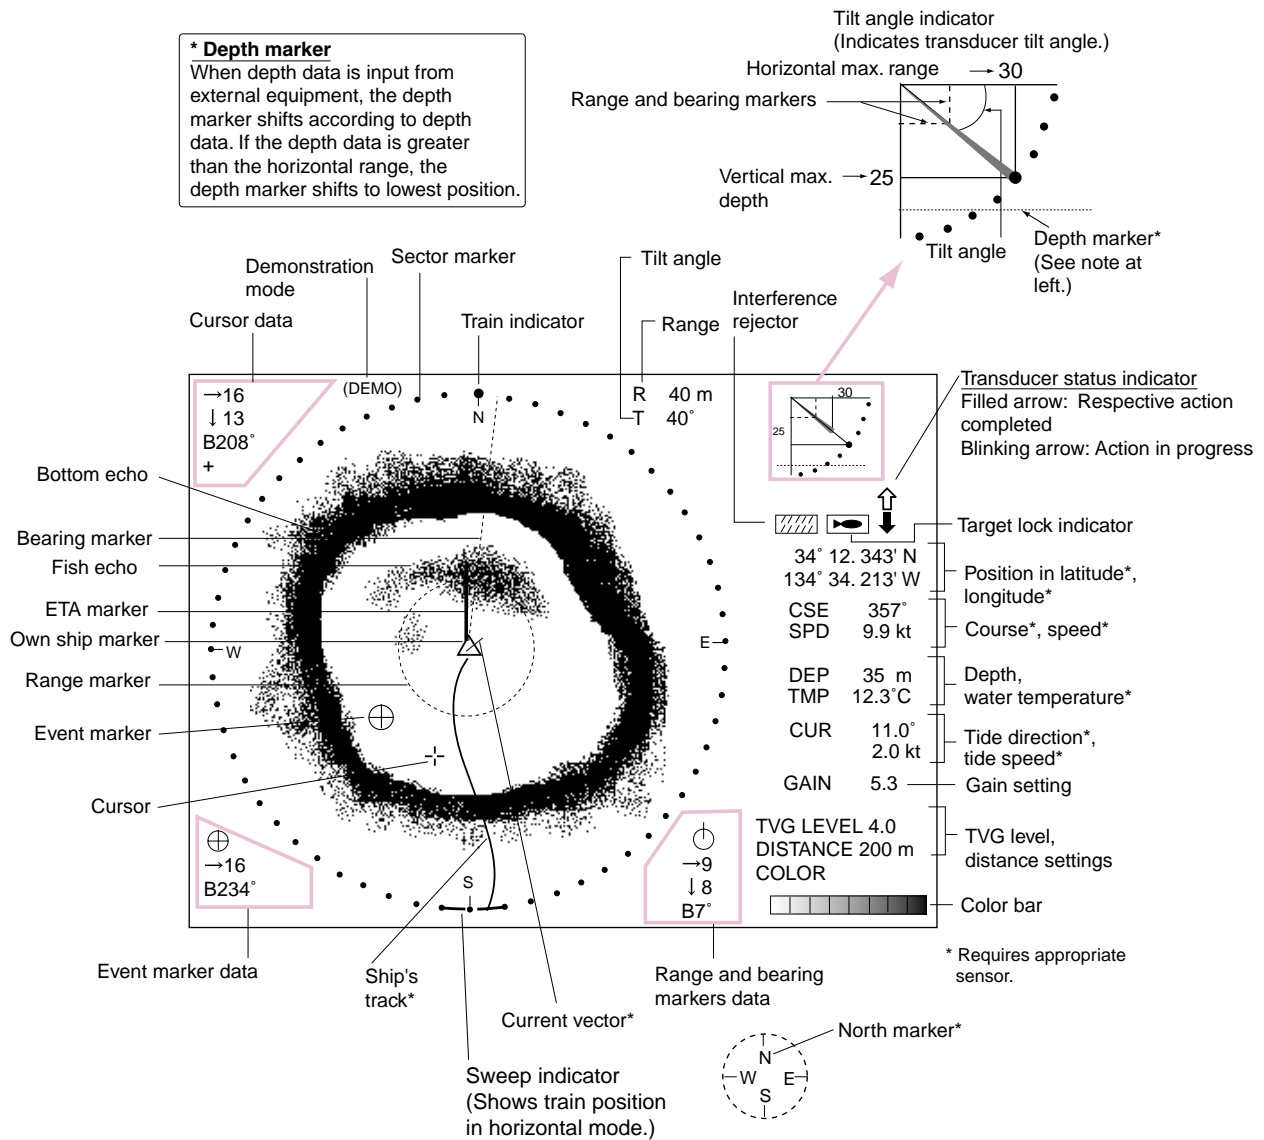 Tilt angle indicator
(Indicates transducer tilt angle.)
Horizontal max. range → 30
Range and bearing markers
Vertical max. → 25
depth
Tilt angle
Depth marker*
(See note at
left.)
* Depth marker
When depth data is input from
external equipment, the depth
marker shifts according to depth
data. If the depth data is greater
than the horizontal range, the
depth marker shifts to lowest position.
Demonstration
mode
Sector marker
Tilt angle
Cursor data
Train indicator
Range
Interference
rejector
→16
↓ 13
B208°
+
(DEMO)
N
R 40 m
T 40°
30
25
Transducer status indicator
Filled arrow: Respective action
completed
Blinking arrow: Action in progress
Bottom echo
Bearing marker
Fish echo
ETA marker
Own ship marker
Range marker
Event marker
Cursor
W
E
S
Target lock indicator
34° 12. 343' N
134° 34. 213' W
Position in latitude*,
longitude*
CSE 357°
SPD 9.9 kt
Course*, speed*
DEP 35 m
TMP 12.3°C
Depth,
water temperature*
CUR 11.0°
2.0 kt
Tide direction*,
tide speed*
GAIN 5.3
Gain setting
TVG LEVEL 4.0
DISTANCE 200 m
COLOR
TVG level,
distance settings
Color bar
→16
B234°
→9
↓ 8
B7°
Event marker data
Ship's
track*
Current vector*
Sweep indicator
(Shows train position
in horizontal mode.)
Range and bearing
markers data
* Requires appropriate
sensor.
North marker*
N
W
E
S